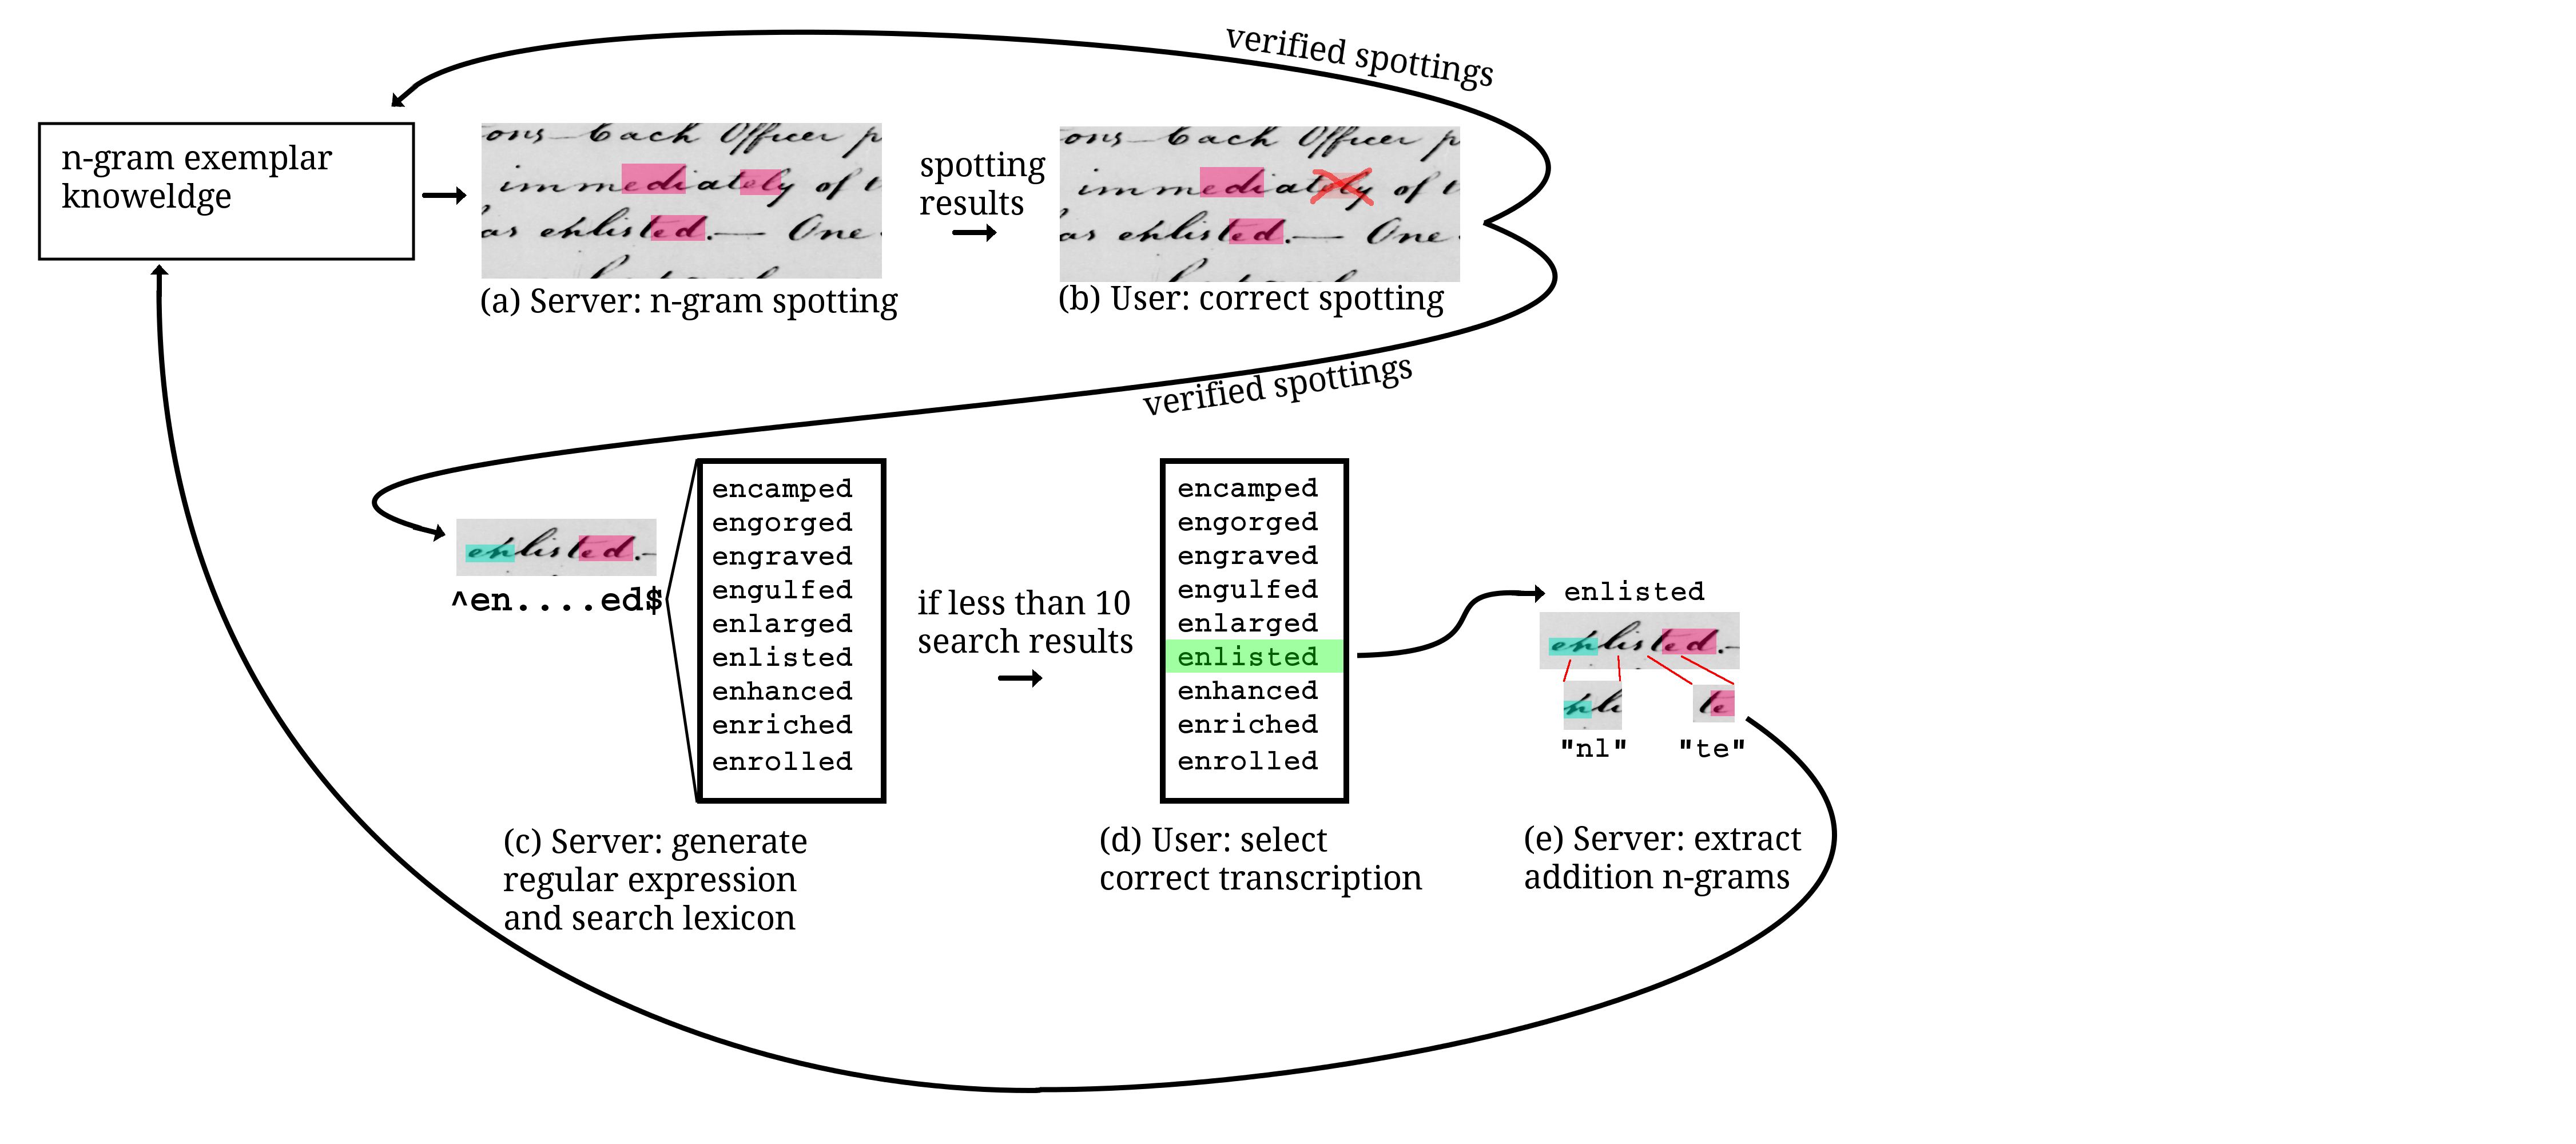 verified spottings
n-gram exemplar
knoweldge
ons—Each Officer p
immediately of t
as enlisted.— One
(a) Server: n-gram spotting
spotting
results
ons—Each Officer p
immediately of t
as enlisted.— One
(b) User: correct spotting
verified spottings
enlisted.—
^en....ed$
encamped
engorged
engraved
engulfed
enlarged
enlisted
enhanced
enriched
enrolled
(c) Server: generate
regular expression
and search lexicon
if less than 10
search results
encamped
engorged
engraved
engulfed
enlarged
enlisted
enhanced
enriched
enrolled
(d) User: select
correct transcription
enlisted
enlisted.—
nli
te
"nl"
"te"
(e) Server: extract
addition n-grams